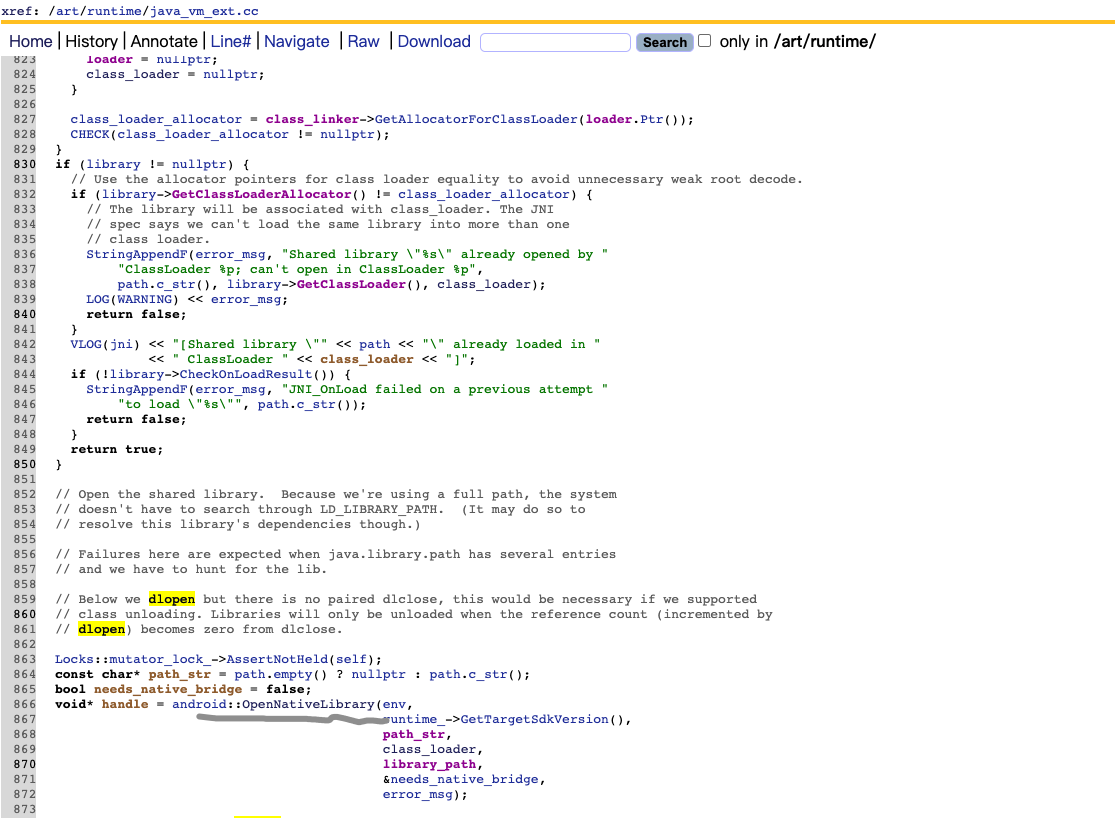 xref: /art/runtime/java_vm_ext.cc
Home | History | Annotate | Line# | Navigate | Raw | Download Search only in /art/runtime/
823 loader = nullptr;
824 class_loader = nullptr;
825 }
826
827 class_loader_allocator = class_linker->GetAllocatorForClassLoader(loader.Ptr());
828 CHECK(class_loader_allocator != nullptr);
829 }
830 if (library != nullptr) {
831 // Use the allocator pointers for class loader equality to avoid unnecessary weak root decode.
832 if (library->GetClassLoaderAllocator() != class_loader_allocator) {
833 // The library will be associated with class_loader. The JNI
834 // spec says we can't load the same library into more than one
835 // class loader.
836 StringAppendF(error_msg, "Shared library \"%s\" already opened by "
837 "ClassLoader %p; can't open in ClassLoader %p",
838 path.c_str(), library->GetClassLoader(), class_loader);
839 LOG(WARNING) << error_msg;
840 return false;
841 }
842 VLOG(jni) << "[Shared library \"" << path << "\" already loaded in "
843 << " ClassLoader " << class_loader << "]";
844 if (!library->CheckOnLoadResult()) {
845 StringAppendF(error_msg, "JNI_OnLoad failed on a previous attempt "
846 "to load \"%s\"", path.c_str());
847 return false;
848 }
849 return true;
850 }
851
852 // Open the shared library.  Because we're using a full path, the system
853 // doesn't have to search through LD_LIBRARY_PATH.  (It may do so to
854 // resolve this library's dependencies though.)
855
856 // Failures here are expected when java.library.path has several entries
857 // and we have to hunt for the lib.
858
859 // Below we dlopen but there is no paired dlclose, this would be necessary if we supported
860 // class unloading. Libraries will only be unloaded when the reference count (incremented by
861 // dlopen) becomes zero from dlclose.
862
863 Locks::mutator_lock_->AssertNotHeld(self);
864 const char* path_str = path.empty() ? nullptr : path.c_str();
865 bool needs_native_bridge = false;
866 void* handle = android::OpenNativeLibrary(env,
867 runtime_->GetTargetSdkVersion(),
868 path_str,
869 class_loader,
870 library_path,
871 &needs_native_bridge,
872 error_msg);
873